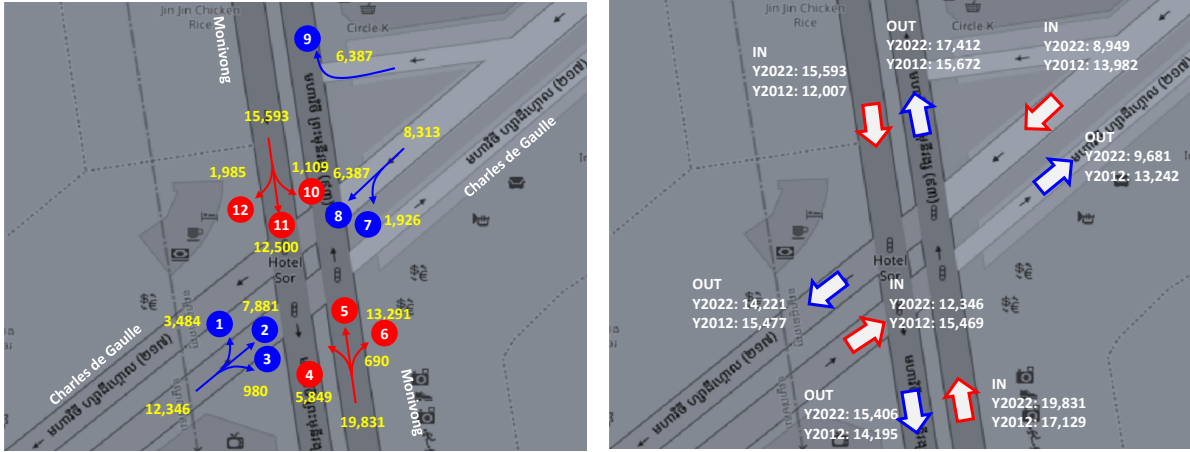 Jin Jin Chicken
Rice
Circle K
Monivong
9
6,387
15,593
8,313
1,109
6,387
1,985
10
12
11
8
7
1,926
12,500
Charles de Gaulle
Hotel
Sor
7,881
3,484
1
2
3
5
13,291
6
690
4
980
5,849
12,346
19,831
Charles de Gaulle
Monivong
Jin Jin Chicken
Rice
Circle K
IN
Y2022: 15,593
Y2012: 12,007
OUT
Y2022: 17,412
Y2012: 15,672
IN
Y2022: 8,949
Y2012: 13,982
OUT
Y2022: 9,681
Y2012: 13,242
Hotel
Sor
OUT
Y2022: 14,221
Y2012: 15,477
IN
Y2022: 12,346
Y2012: 15,469
OUT
Y2022: 15,406
Y2012: 14,195
IN
Y2022: 19,831
Y2012: 17,129